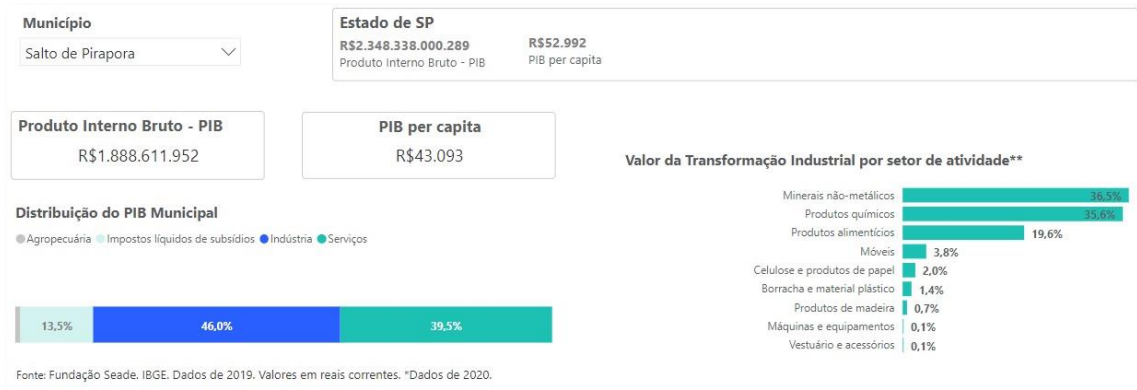 Município
Salto de Pirapora
Estado de SP
R$2.348.338.000.289
Produto Interno Bruto - PIB
R$52.992
PIB per capita
Produto Interno Bruto - PIB
R$1.888.611.952
PIB per capita
R$43.093
Distribuição do PIB Municipal
Agropecuária Impostos líquidos de subsídios Indústria Serviços
13,5% 46,0% 39,5%
Valor da Transformação Industrial por setor de atividade**
Minerais não-metálicos 36,5%
Produtos químicos 35,6%
Produtos alimentícios 19,6%
Móveis 3,8%
Celulose e produtos de papel 2,0%
Borracha e material plástico 1,4%
Produtos de madeira 0,7%
Máquinas e equipamentos 0,1%
Vestuário e acessórios 0,1%
Fonte: Fundação Seade. IBGE. Dados de 2019. Valores em reais correntes. *Dados de 2020.